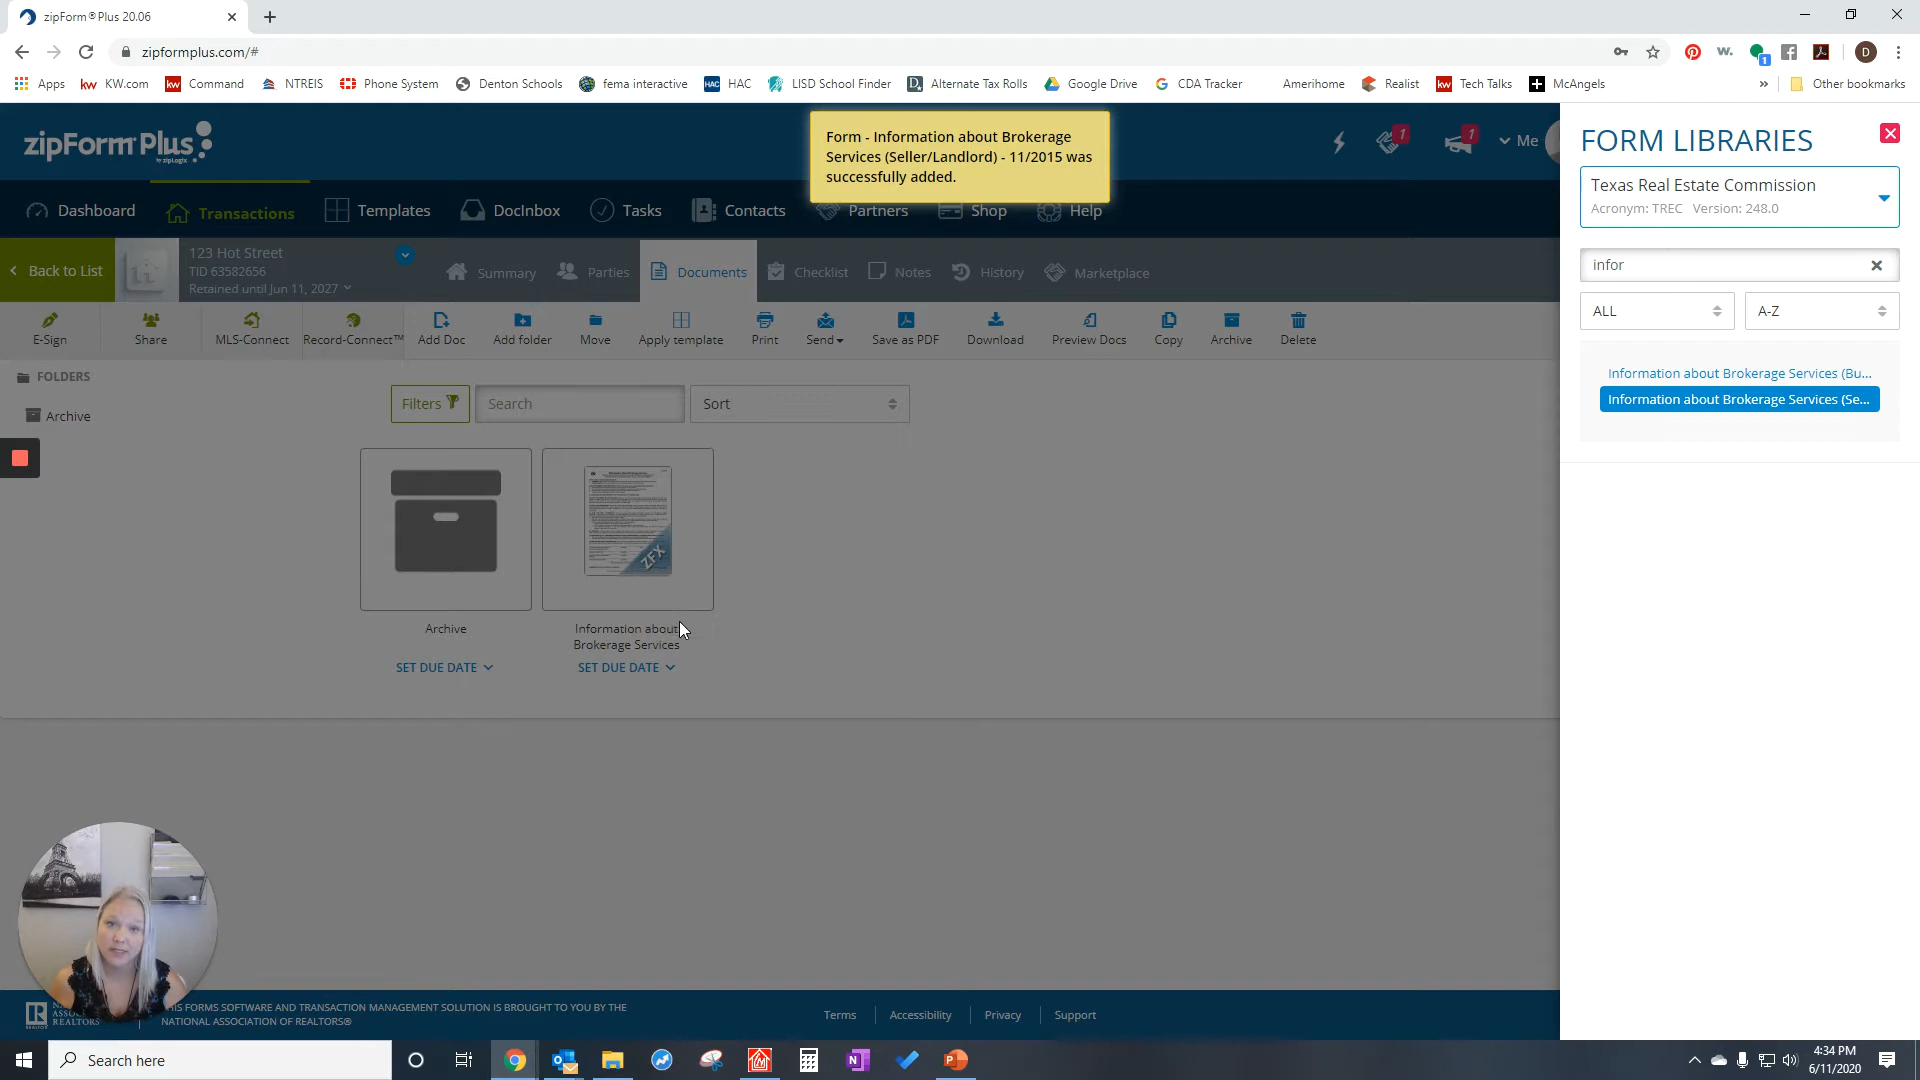 zipForm®Plus 20.06
zipformplus.com/#
Apps
kw KW.com
kw Command
NTREIS
Phone System
Denton Schools
fema interactive
HAC HAC
LISD School Finder
Alternate Tax Rolls
Google Drive
CDA Tracker
Amerihome
Realist
kw Tech Talks
McAngels
»
Other bookmarks
zipForm Plus
by zipLogix
Form - Information about Brokerage
Services (Seller/Landlord) - 11/2015 was
successfully added.
1
1
Me
Dashboard
Transactions
Templates
DocInbox
Tasks
Contacts
Partners
Shop
Help
Back to List
123 Hot Street
TID 63582656
Retained until Jun 11, 2027
Summary
Parties
Documents
Checklist
Notes
History
Marketplace
E-Sign
Share
MLS-Connect
Record-Connect™
Add Doc
Add folder
Move
Apply template
Print
Send
Save as PDF
Download
Preview Docs
Copy
Archive
Delete
FOLDERS
Archive
Filters
Search
Sort
ZFX
Archive
SET DUE DATE
Information about
Brokerage Services
SET DUE DATE
FORM LIBRARIES
Texas Real Estate Commission
Acronym: TREC Version: 248.0
infor
ALL
A-Z
Information about Brokerage Services (Bu...
Information about Brokerage Services (Se...
REALTORS®
THIS FORMS SOFTWARE AND TRANSACTION MANAGEMENT SOLUTION IS BROUGHT TO YOU BY THE
NATIONAL ASSOCIATION OF REALTORS®
Terms
Accessibility
Privacy
Support
Search here
4:34 PM
6/11/2020